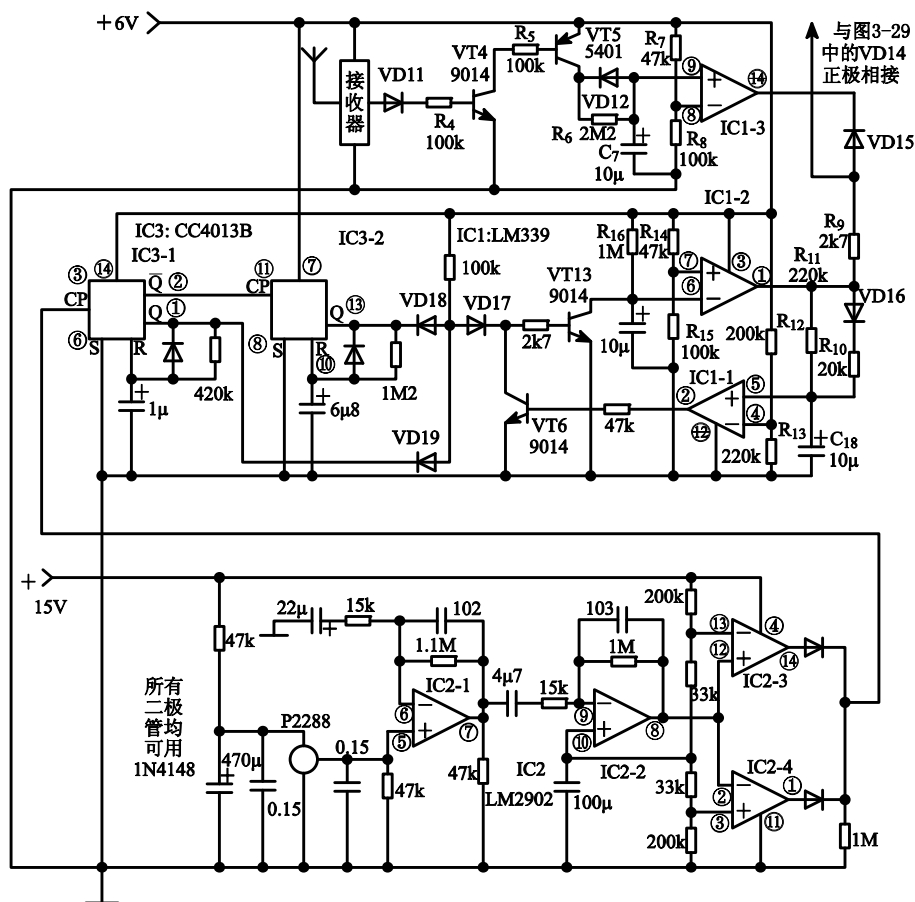 +6V
VT5
5401
R₇
47k
与图3-29
中的VD14
正极相接
R₅
100k
VT4
9014
VD11
接收器
R₄
100k
VD12
R₆ 2M2
C₇
10μ
+
⑨
+
−
⑧
⑭
IC1-3
R₈
100k
VD15
IC3: CC4013B
IC3-1
IC3-2
IC1:LM339
IC1-2
R₉
2k7
③
⑭
CP
Q̄ ②
Q ①
⑥
S
R
+
1μ
420k
⑪
⑦
CP
Q ⑬
⑧
S
R
⑩
+
6μ8
1M2
100k
VD18
VD17
VD19
2k7
VT13
9014
R₁₆
1M
R₁₄
47k
+
10μ
R₁₅
100k
⑦
+
⑥
−
③
①
R₁₁
220k
VD16
200k
R₁₂
R₁₀
20k
IC1-1
②
⑤
+
④
−
⑫
VT6
9014
47k
220k
R₁₃
+
C₁₈
10μ
+
15V
47k
22μ
+
15k
102
1.1M
IC2-1
⑥
−
⑤
+
⑦
4μ7
15k
103
1M
⑨
−
⑩
+
⑧
IC2-2
IC2
LM2902
100μ
47k
47k
所有
二极
管均
可用
1N4148
470μ
+
0.15
P2288
0.15
200k
33k
33k
200k
⑬
−
⑫
+
④
⑭
IC2-3
IC2-4
②
−
③
+
①
⑪
1M